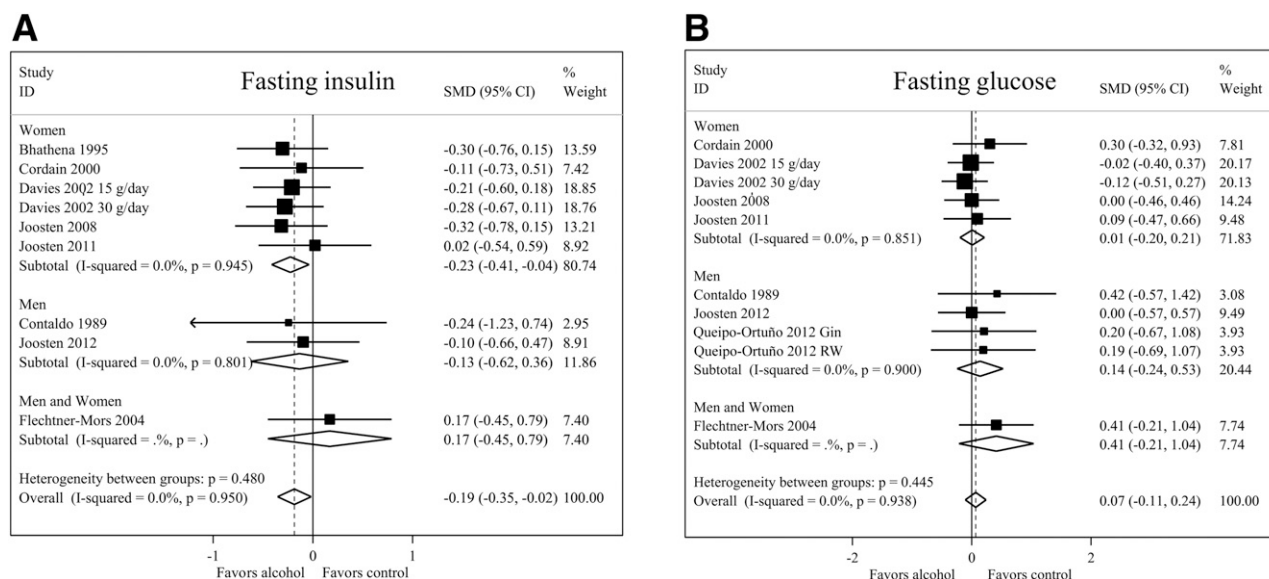 A
Study
ID
Fasting insulin
SMD (95% CI)
%
Weight
Women
Bhathena 1995 -0.30 (-0.76, 0.15) 13.59
Cordain 2000 -0.11 (-0.73, 0.51) 7.42
Davies 2002 15 g/day -0.21 (-0.60, 0.18) 18.85
Davies 2002 30 g/day -0.28 (-0.67, 0.11) 18.76
Joosten 2008 -0.32 (-0.78, 0.15) 13.21
Joosten 2011 0.02 (-0.54, 0.59) 8.92
Subtotal (I-squared = 0.0%, p = 0.945) -0.23 (-0.41, -0.04) 80.74
Men
Contaldo 1989 -0.24 (-1.23, 0.74) 2.95
Joosten 2012 -0.10 (-0.66, 0.47) 8.91
Subtotal (I-squared = 0.0%, p = 0.801) -0.13 (-0.62, 0.36) 11.86
Men and Women
Flechtner-Mors 2004 0.17 (-0.45, 0.79) 7.40
Subtotal (I-squared = .%, p = .) 0.17 (-0.45, 0.79) 7.40
Heterogeneity between groups: p = 0.480
Overall (I-squared = 0.0%, p = 0.950) -0.19 (-0.35, -0.02) 100.00
-1 0 1
Favors alcohol Favors control
B
Study
ID
Fasting glucose
SMD (95% CI)
%
Weight
Women
Cordain 2000 0.30 (-0.32, 0.93) 7.81
Davies 2002 15 g/day -0.02 (-0.40, 0.37) 20.17
Davies 2002 30 g/day -0.12 (-0.51, 0.27) 20.13
Joosten 2008 0.00 (-0.46, 0.46) 14.24
Joosten 2011 0.09 (-0.47, 0.66) 9.48
Subtotal (I-squared = 0.0%, p = 0.851) 0.01 (-0.20, 0.21) 71.83
Men
Contaldo 1989 0.42 (-0.57, 1.42) 3.08
Joosten 2012 0.00 (-0.57, 0.57) 9.49
Queipo-Ortuño 2012 Gin 0.20 (-0.67, 1.08) 3.93
Queipo-Ortuño 2012 RW 0.19 (-0.69, 1.07) 3.93
Subtotal (I-squared = 0.0%, p = 0.900) 0.14 (-0.24, 0.53) 20.44
Men and Women
Flechtner-Mors 2004 0.41 (-0.21, 1.04) 7.74
Subtotal (I-squared = .%, p = .) 0.41 (-0.21, 1.04) 7.74
Heterogeneity between groups: p = 0.445
Overall (I-squared = 0.0%, p = 0.938) 0.07 (-0.11, 0.24) 100.00
-2 0 2
Favors alcohol Favors control